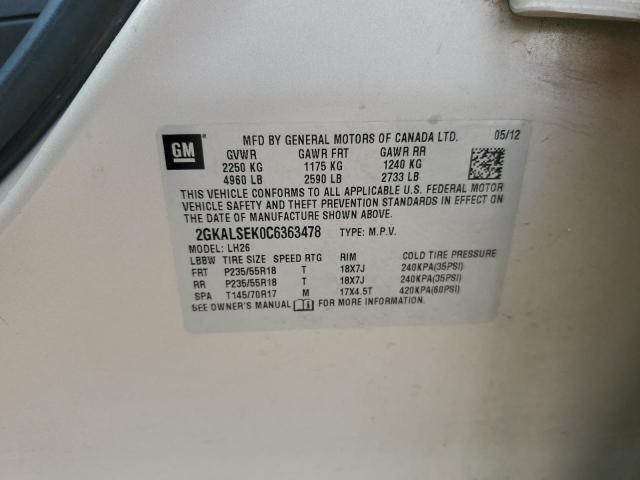 GM
MFD BY GENERAL MOTORS OF CANADA LTD. 05/12
GVWR GAWR FRT GAWR RR
2250 KG 1175 KG 1240 KG
4960 LB 2590 LB 2733 LB
THIS VEHICLE CONFORMS TO ALL APPLICABLE U.S. FEDERAL MOTOR
VEHICLE SAFETY AND THEFT PREVENTION STANDARDS IN EFFECT ON
THE DATE OF MANUFACTURE SHOWN ABOVE.
2GKALSEK0C6363478 TYPE: M.P.V.
MODEL: LH26
LBBW TIRE SIZE SPEED RTG RIM COLD TIRE PRESSURE
FRT P235/55R18 T 18X7J 240KPA(35PSI)
RR P235/55R18 T 18X7J 240KPA(35PSI)
SPA T145/70R17 M 17X4.5T 420KPA(60PSI)
SEE OWNER'S MANUAL FOR MORE INFORMATION.